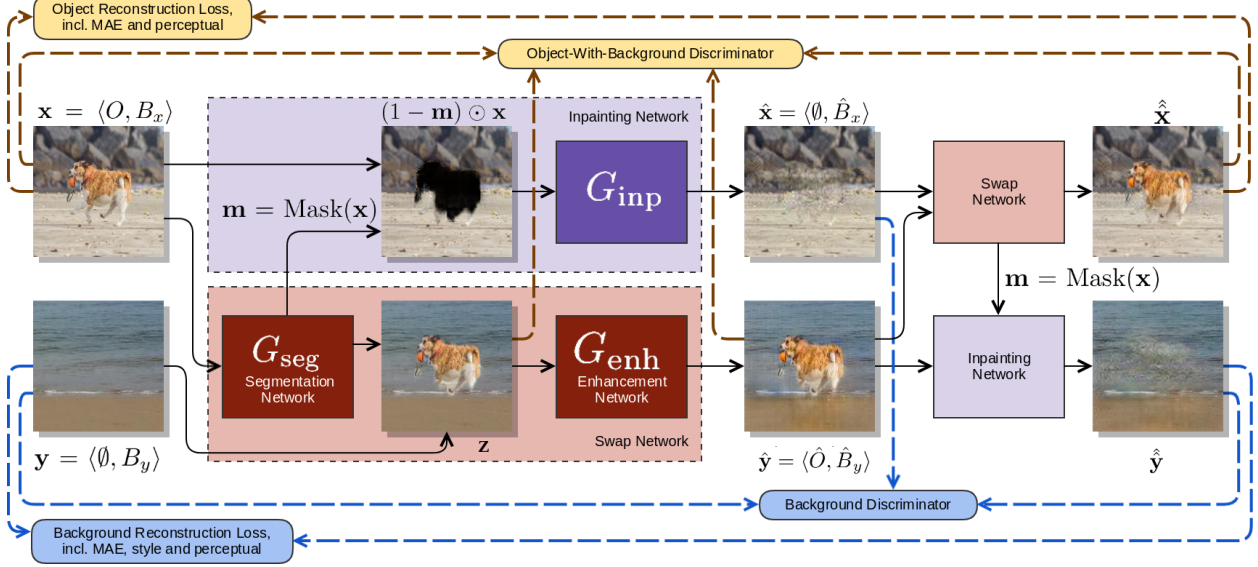 Object Reconstruction Loss,
incl. MAE and perceptual
Object-With-Background Discriminator
x = ⟨O, Bₓ⟩
(1 − m) ⊙ x
Inpainting Network
x̂ = ⟨∅, B̂ₓ⟩
x̂̂
G_inp
Swap
Network
m = Mask(x)
m = Mask(x)
G_seg
Segmentation
Network
G_enh
Enhancement
Network
Inpainting
Network
Swap Network
y = ⟨∅, B_y⟩
z
ŷ = ⟨Ô, B̂_y⟩
ŷ̂
Background Discriminator
Background Reconstruction Loss,
incl. MAE, style and perceptual